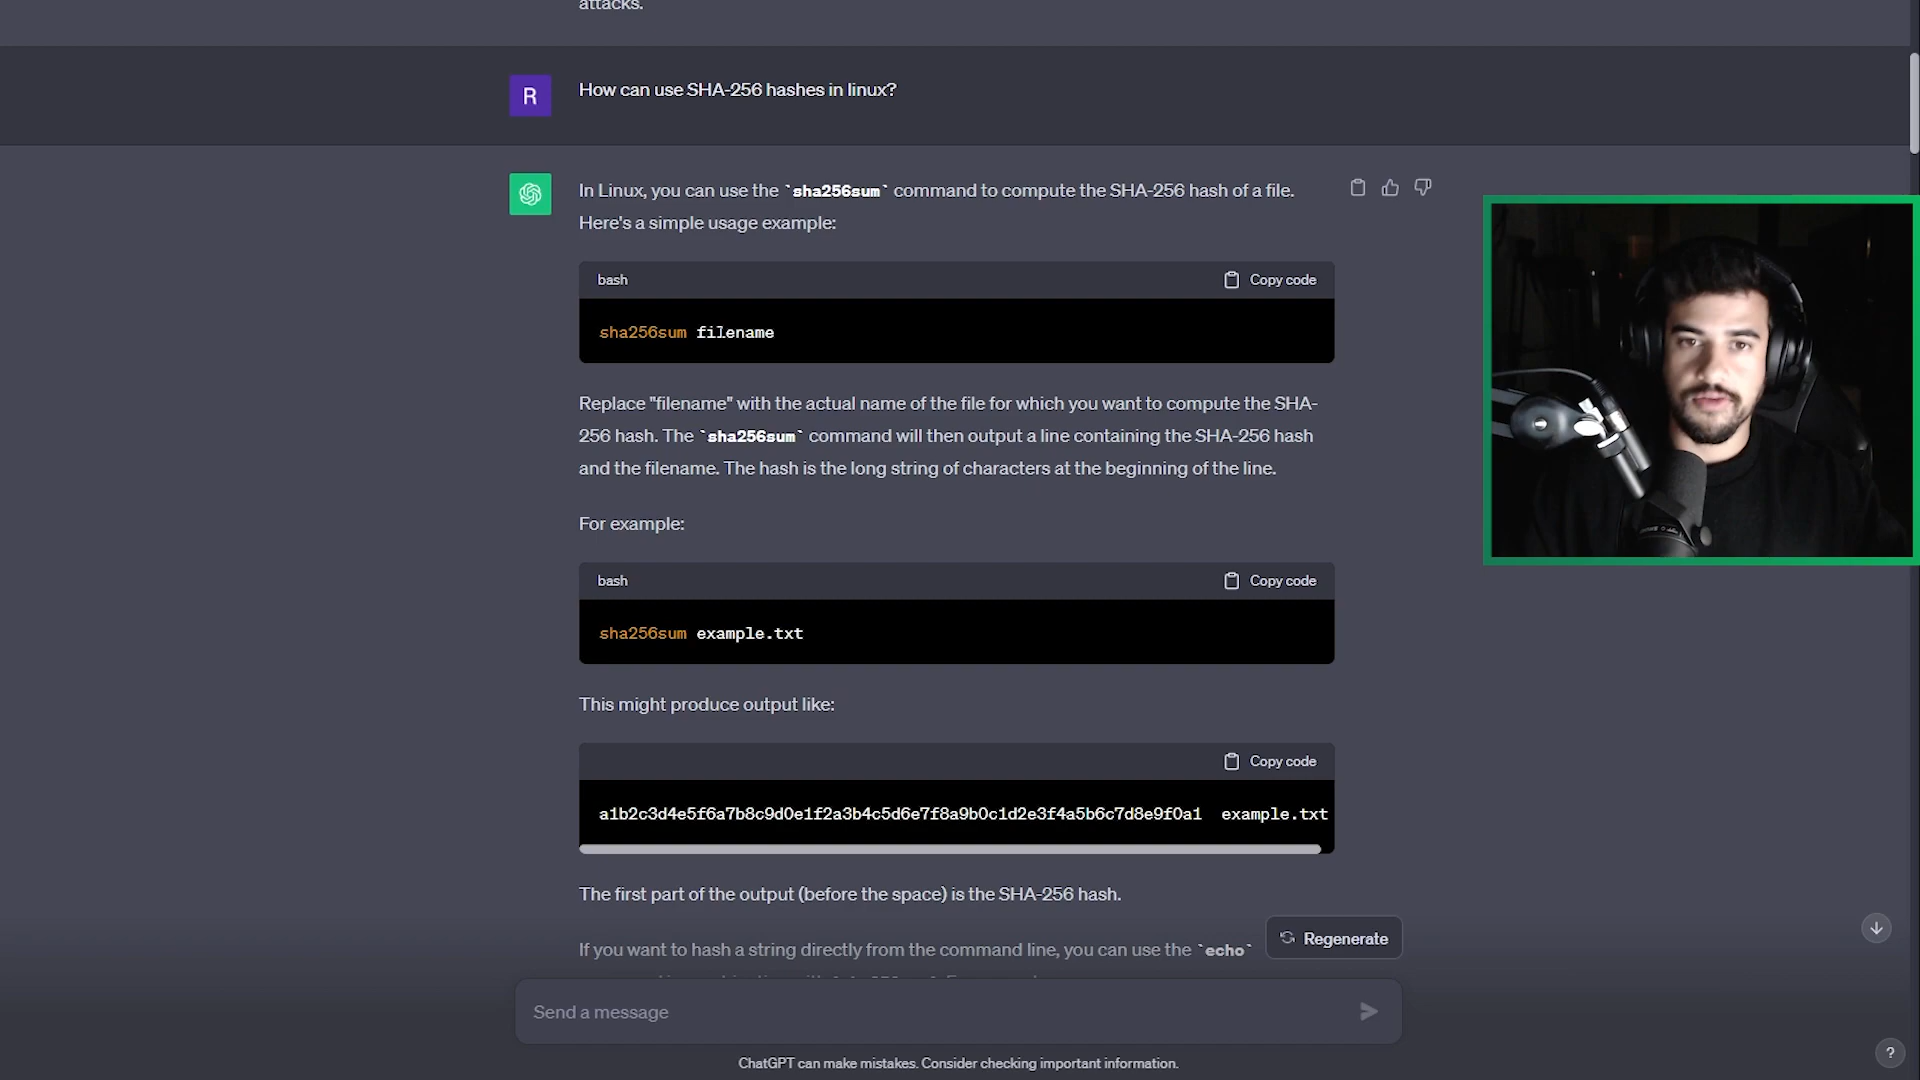 attacks.
R
How can use SHA-256 hashes in linux?
In Linux, you can use the `sha256sum` command to compute the SHA-256 hash of a file.
Here's a simple usage example:
bash
Copy code
sha256sum filename
Replace "filename" with the actual name of the file for which you want to compute the SHA-
256 hash. The `sha256sum` command will then output a line containing the SHA-256 hash
and the filename. The hash is the long string of characters at the beginning of the line.
For example:
bash
Copy code
sha256sum example.txt
This might produce output like:
Copy code
a1b2c3d4e5f6a7b8c9d0e1f2a3b4c5d6e7f8a9b0c1d2e3f4a5b6c7d8e9f0a1 example.txt
The first part of the output (before the space) is the SHA-256 hash.
If you want to hash a string directly from the command line, you can use the `echo`
Regenerate
Send a message
ChatGPT can make mistakes. Consider checking important information.
?